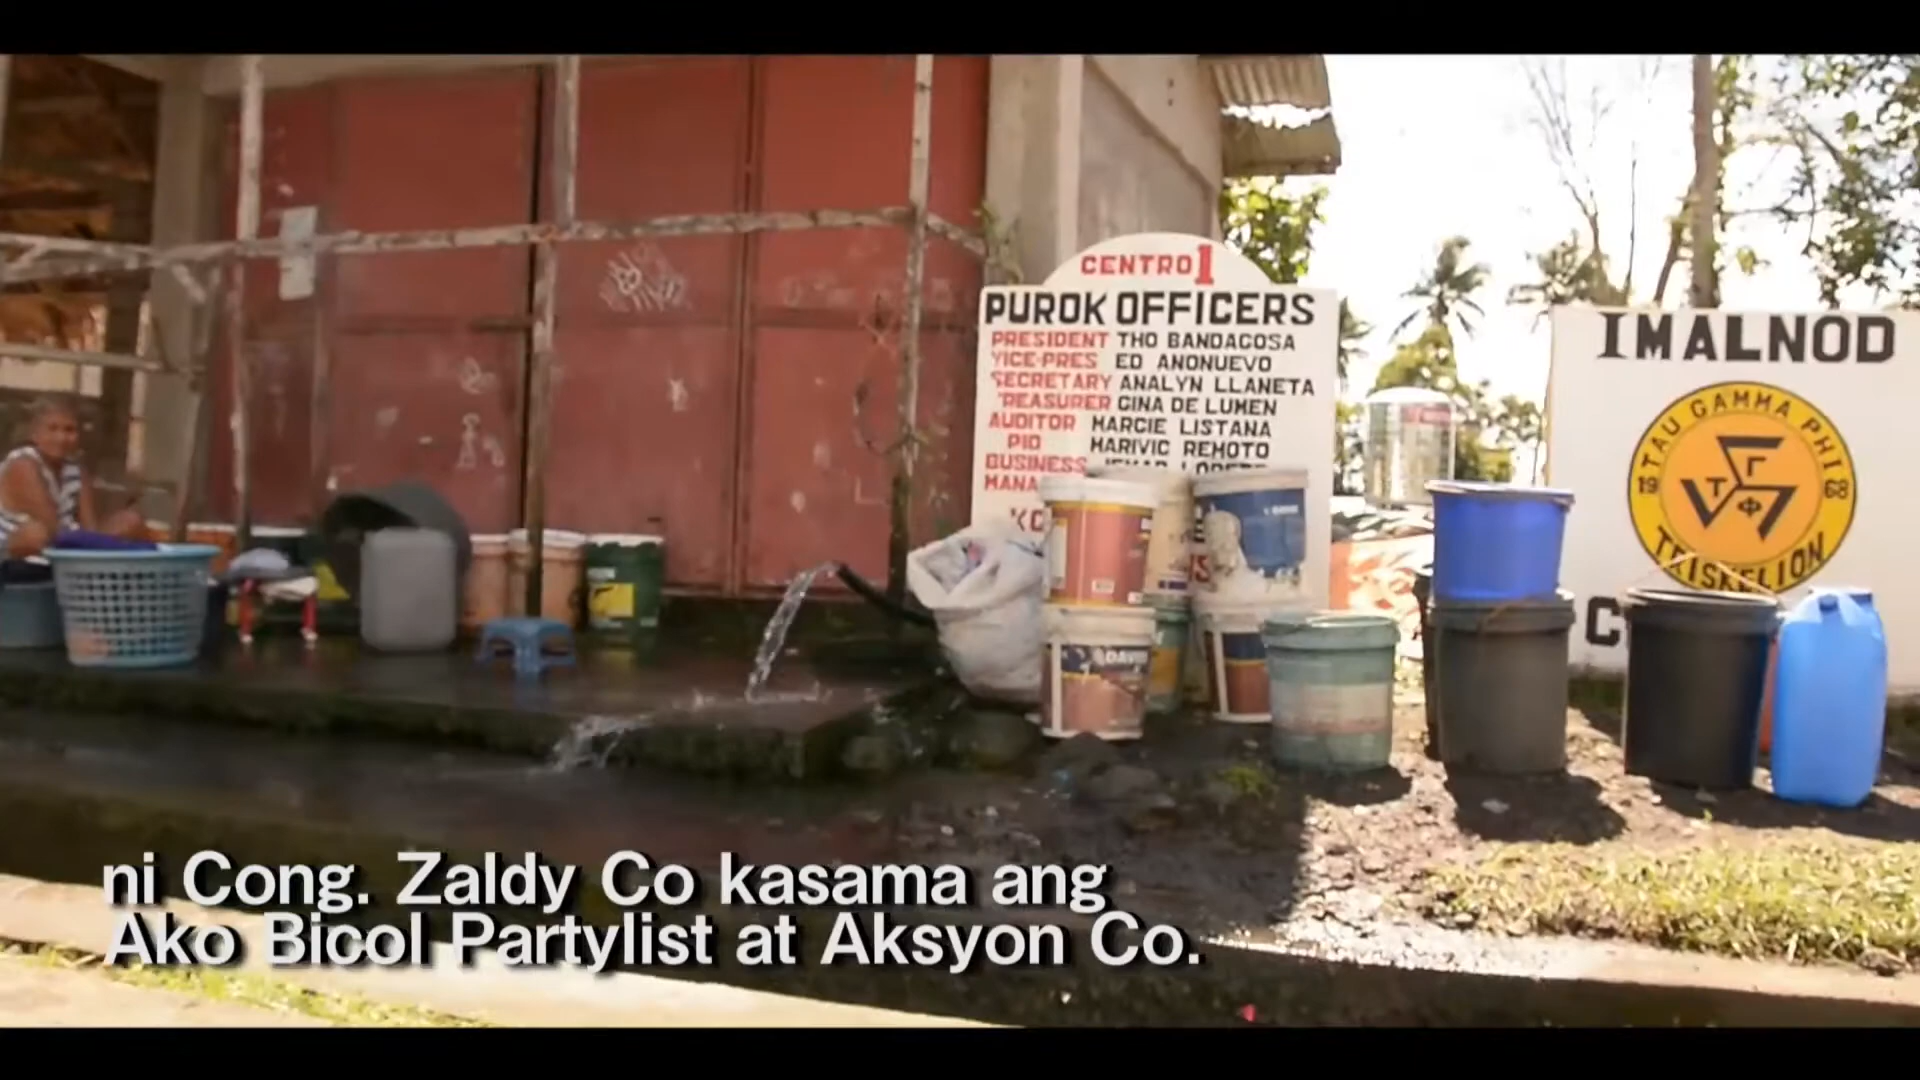 CENTRO 1
PUROK OFFICERS
PRESIDENT THO BANDAGOSA
VICE-PRES ED ANONUEVO
SECRETARY ANALYN LLANETA
TREASURER GINA DE LUMEN
AUDITOR MARCIE LISTANA
PIO MARIVIC REMOTO
BUSINESS
IMALNOD
TAU GAMMA PHI
1968
TRISKELION
ni Cong. Zaldy Co kasama ang
Ako Bicol Partylist at Aksyon Co.